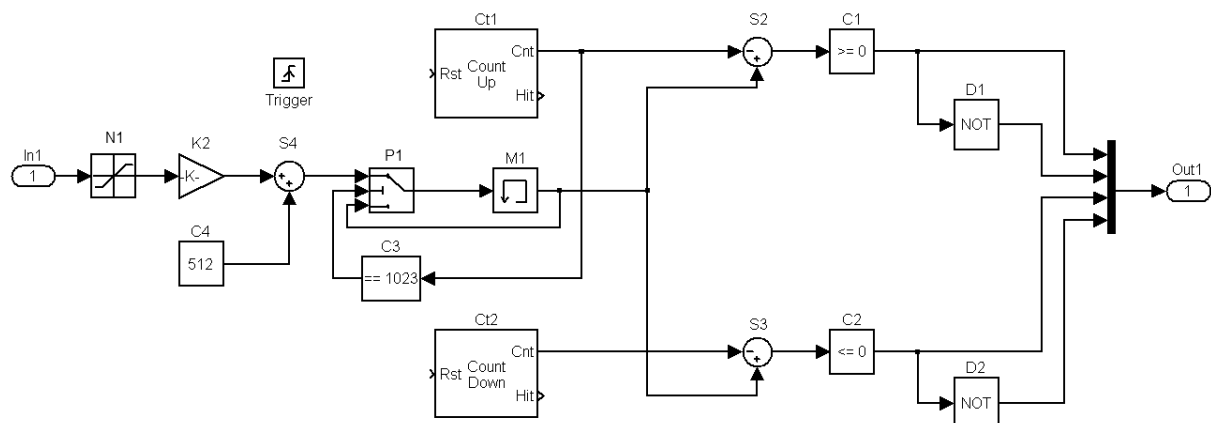 Ct1
Cnt
Rst
Count
Up
Hit
S2
C1
>= 0
Trigger
D1
NOT
In1
1
N1
K2
-K-
S4
P1
M1
Out1
1
C4
512
C3
== 1023
Ct2
Cnt
Rst
Count
Down
Hit
S3
C2
<= 0
D2
NOT